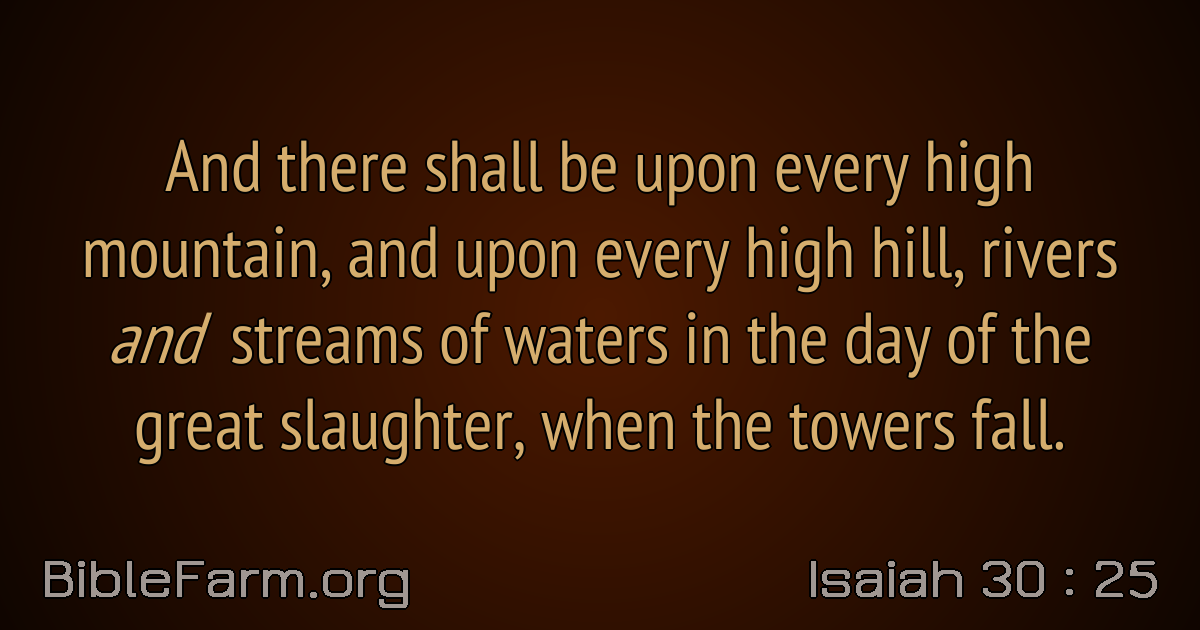 And there shall be upon every high
mountain, and upon every high hill, rivers
and streams of waters in the day of the
great slaughter, when the towers fall.
BibleFarm.org
Isaiah 30 : 25